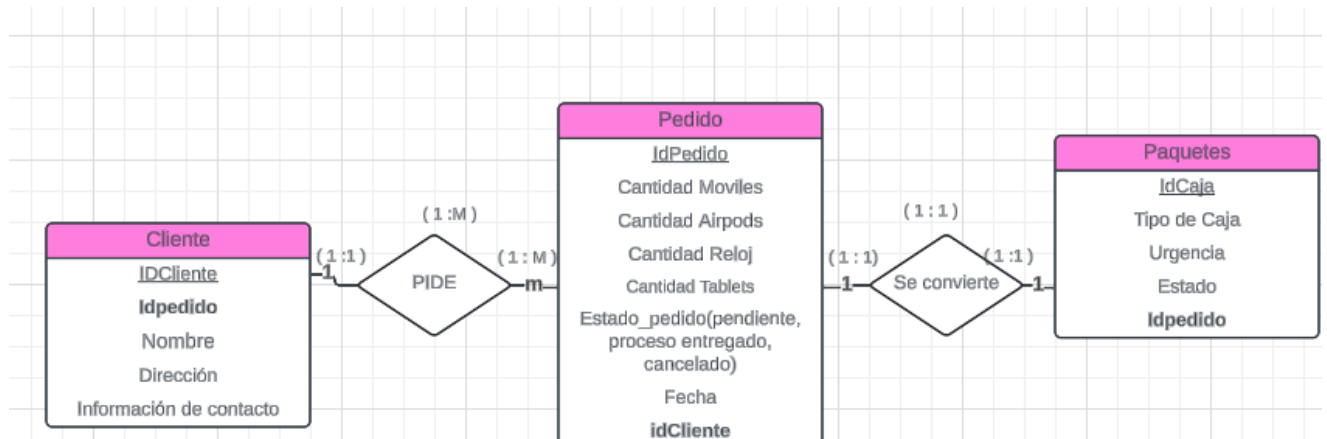 Cliente
IDCliente
Idpedido
Nombre
Dirección
Información de contacto
(1:1)
1
(1:M)
PIDE
(1:M)
m
Pedido
IdPedido
Cantidad Moviles
Cantidad Airpods
Cantidad Reloj
Cantidad Tablets
Estado_pedido(pendiente,
proceso entregado,
cancelado)
Fecha
idCliente
(1:1)
1
(1:1)
Se convierte
(1:1)
1
Paquetes
IdCaja
Tipo de Caja
Urgencia
Estado
Idpedido